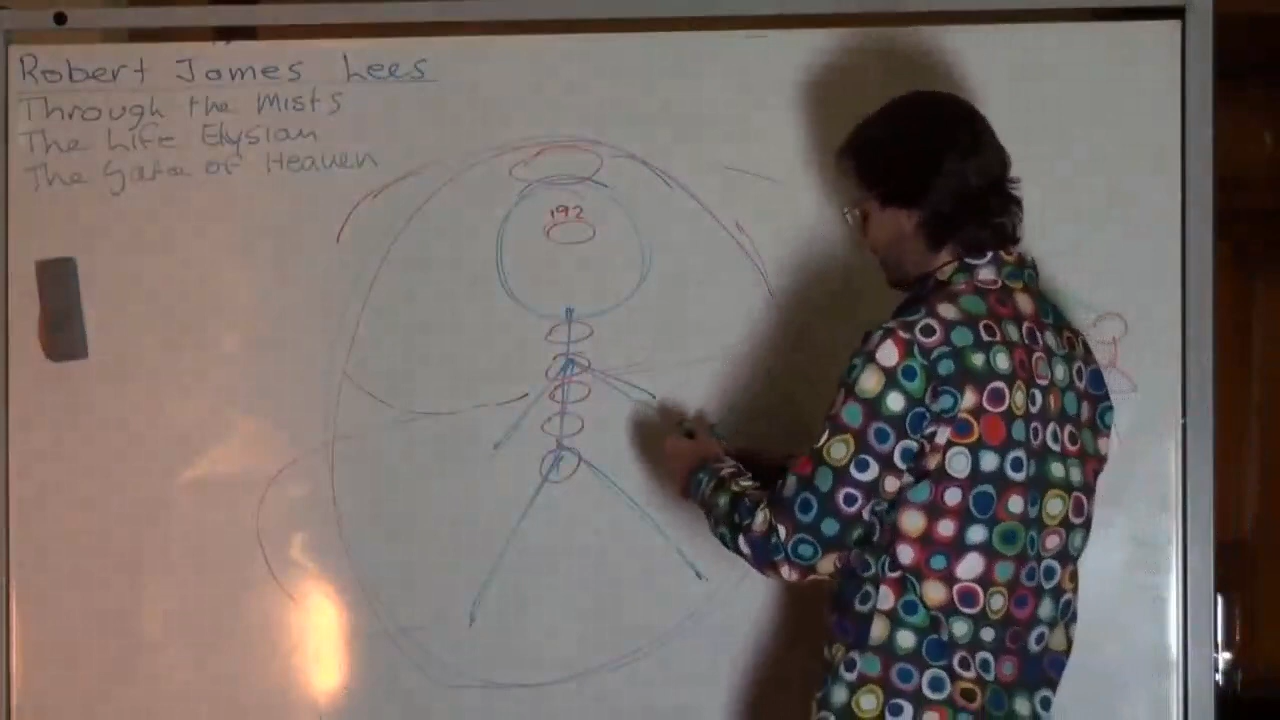 Robert James Lees
Through the Mists
The Life Elysian
The Gate of Heaven
192